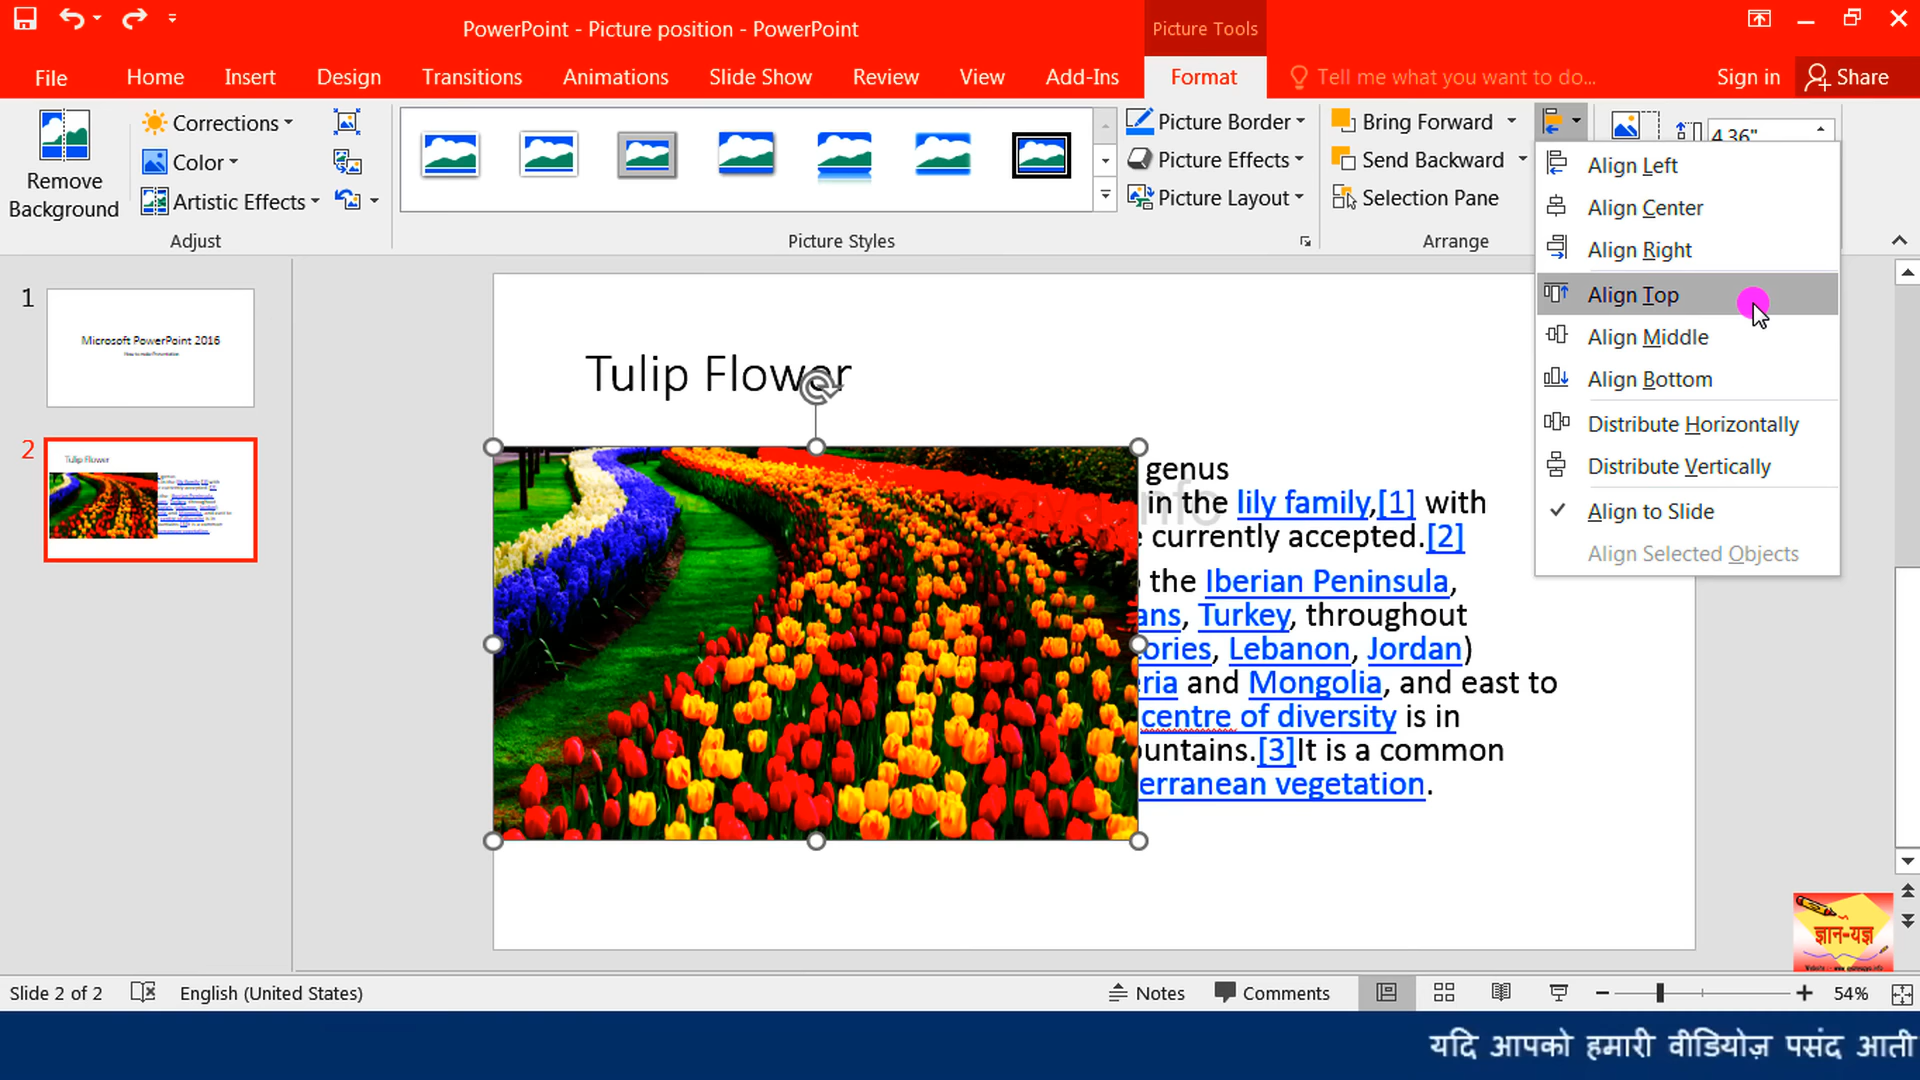 PowerPoint - Picture position - PowerPoint
Picture Tools
File Home Insert Design Transitions Animations Slide Show Review View Add-Ins Format Tell me what you want to do... Sign in Share
Remove Background
Corrections
Color
Artistic Effects
Adjust
Picture Styles
Picture Border
Picture Effects
Picture Layout
Bring Forward
Send Backward
Selection Pane
Arrange
4.36"
Align Left
Align Center
Align Right
Align Top
Align Middle
Align Bottom
Distribute Horizontally
Distribute Vertically
Align to Slide
Align Selected Objects
1
Microsoft PowerPoint 2016
How to make Presentation
2
Tulip Flower
Tulip Flower
genus
in the lily family,[1] with
currently accepted.[2]
the Iberian Peninsula,
ans, Turkey, throughout
ories, Lebanon, Jordan)
eria and Mongolia, and east to
centre of diversity is in
ountains.[3]It is a common
erranean vegetation.
ज्ञान-यज्ञ
Slide 2 of 2 English (United States) Notes Comments 54%
यदि आपको हमारी वीडियोज़ पसंद आती